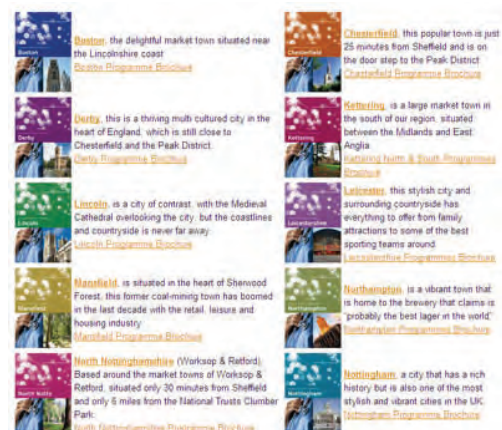 Boston
Boston, the delightful market town situated near
the Lincolnshire coast
Boston Programme Brochure
Derby
Derby, this is a thriving multi cultured city in the
heart of England, which is still close to
Chesterfield and the Peak District.
Derby Programme Brochure
Lincoln
Lincoln, is a city of contrast, with the Medieval
Cathedral overlooking the city, but the coastlines
and countryside is never far away.
Lincoln Programme Brochure
Mansfield
Mansfield, is situated in the heart of Sherwood
Forest, this former coal-mining town has boomed
in the last decade with the retail, leisure and
housing industry.
Mansfield Programme Brochure
North Notts
North Nottinghamshire (Worksop & Retford)
Based around the market towns of Worksop &
Retford, situated only 30 minutes from Sheffield
and only 6 miles from the National Trusts Clumber
Park.
North Nottinghamshire Programme Brochure
Chesterfield
Chesterfield, this popular town is just
25 minutes from Sheffield and is on
the door step to the Peak District
Chesterfield Programme Brochure
Kettering
Kettering, is a large market town in
the south of our region, situated
between the Midlands and East
Anglia
Kettering North & South Programmes
Brochure
Leicestershire
Leicester, this stylish city and
surrounding countryside has
everything to offer from family
attractions to some of the best
sporting teams around.
Leicestershire Programmes Brochure
Northampton
Northampton, is a vibrant town that
is home to the brewery that claims is
"probably the best lager in the world"
Northampton Programmes Brochure
Nottingham
Nottingham, a city that has a rich
history but is also one of the most
stylish and vibrant cities in the UK.
Nottingham Programme Brochure